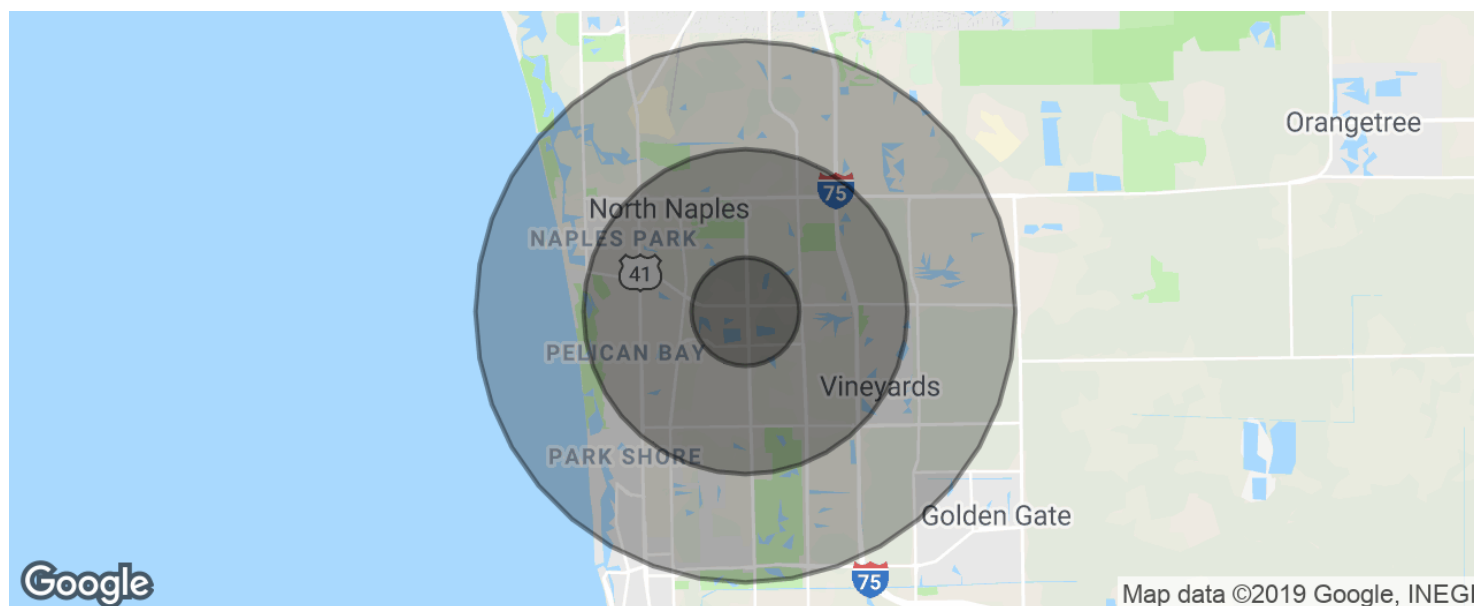 Orangetree
75
North Naples
NAPLES PARK
41
PELICAN BAY
Vineyards
PARK SHORE
Golden Gate
75
Google
Map data ©2019 Google, INEGI